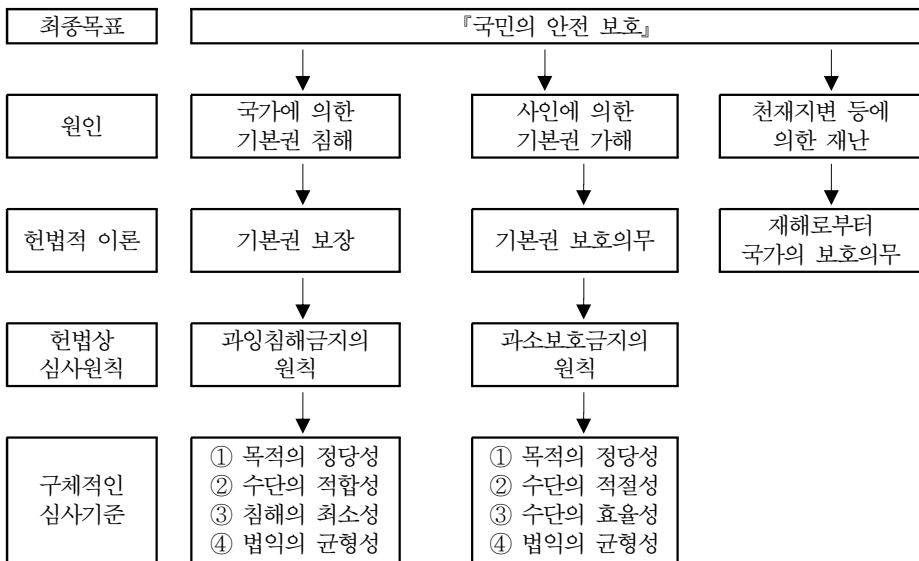 최종목표
『국민의 안전 보호』
원인
국가에 의한
기본권 침해
사인에 의한
기본권 가해
천재지변 등에
의한 재난
헌법적 이론
기본권 보장
기본권 보호의무
재해로부터
국가의 보호의무
헌법상
심사원칙
과잉침해금지의
원칙
과소보호금지의
원칙
구체적인
심사기준
① 목적의 정당성
② 수단의 적합성
③ 침해의 최소성
④ 법익의 균형성
① 목적의 정당성
② 수단의 적절성
③ 수단의 효율성
④ 법익의 균형성